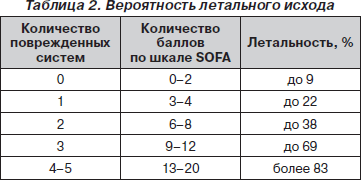 Таблица 2. Вероятность летального исхода
Количество поврежденных систем | Количество баллов по шкале SOFA | Летальность, %
0 | 0–2 | до 9
1 | 3–4 | до 22
2 | 6–8 | до 38
3 | 9–12 | до 69
4–5 | 13–20 | более 83